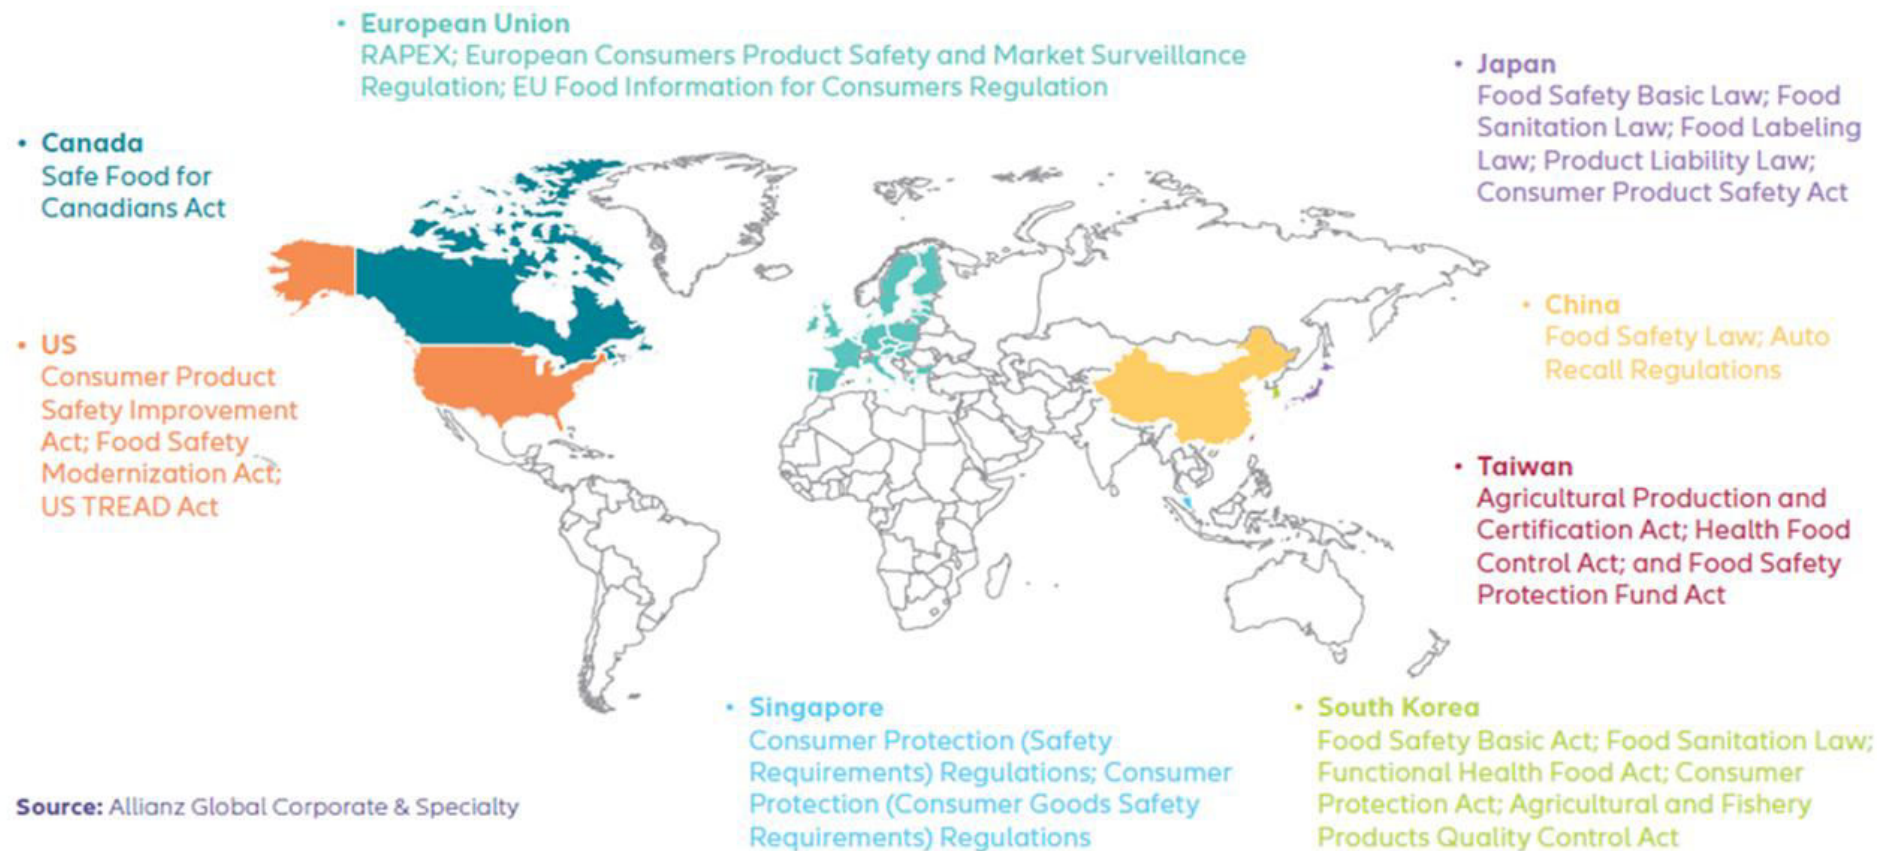 • European Union
RAPEX; European Consumers Product Safety and Market Surveillance
Regulation; EU Food Information for Consumers Regulation
• Japan
Food Safety Basic Law; Food
Sanitation Law; Food Labeling
Law; Product Liability Law;
Consumer Product Safety Act
• Canada
Safe Food for
Canadians Act
• China
Food Safety Law; Auto
Recall Regulations
• US
Consumer Product
Safety Improvement
Act; Food Safety
Modernization Act;
US TREAD Act
• Taiwan
Agricultural Production and
Certification Act; Health Food
Control Act; and Food Safety
Protection Fund Act
• Singapore
Consumer Protection (Safety
Requirements) Regulations; Consumer
Protection (Consumer Goods Safety
Requirements) Regulations
• South Korea
Food Safety Basic Act; Food Sanitation Law;
Functional Health Food Act; Consumer
Protection Act; Agricultural and Fishery
Products Quality Control Act
Source: Allianz Global Corporate & Specialty